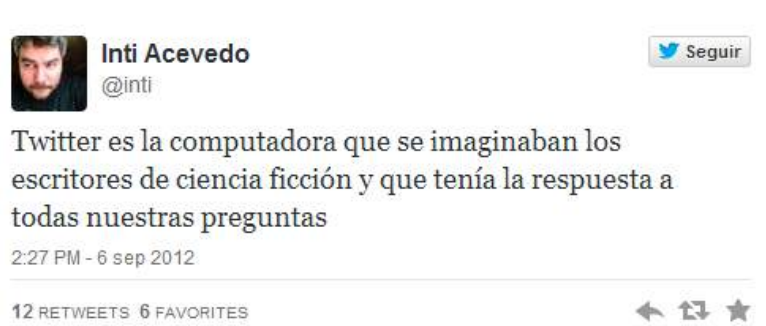 Inti Acevedo
Seguir
@inti
Twitter es la computadora que se imaginaban los
escritores de ciencia ficción y que tenía la respuesta a
todas nuestras preguntas
2:27 PM - 6 sep 2012
12 RETWEETS 6 FAVORITES